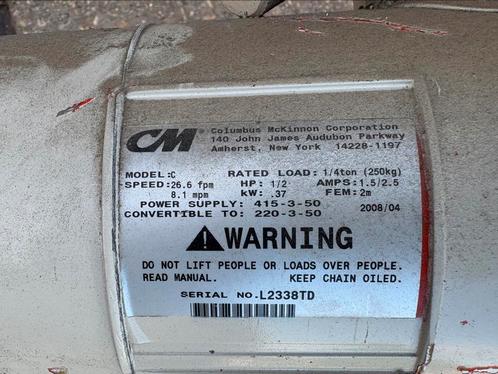 CM® Columbus McKinnon Corporation
140 John James Audubon Parkway
Amherst, New York 14228-1197
MODEL: C RATED LOAD: 1/4ton (250kg)
SPEED: 26.6 fpm HP: 1/2 AMPS: 1.5/2.5
8.1 mpm kW: .37 FEM: 2m
POWER SUPPLY: 415-3-50 2008/04
CONVERTIBLE TO: 220-3-50
WARNING
DO NOT LIFT PEOPLE OR LOADS OVER PEOPLE.
READ MANUAL. KEEP CHAIN OILED.
SERIAL NO. L2338TD